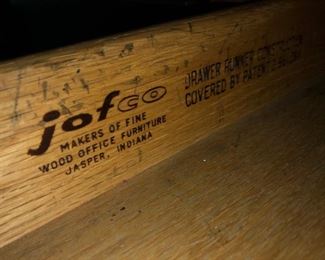 jofco
MAKERS OF FINE
WOOD OFFICE FURNITURE
JASPER, INDIANA
DRAWER RUNNER CONSTRUCTION
COVERED BY PATENT